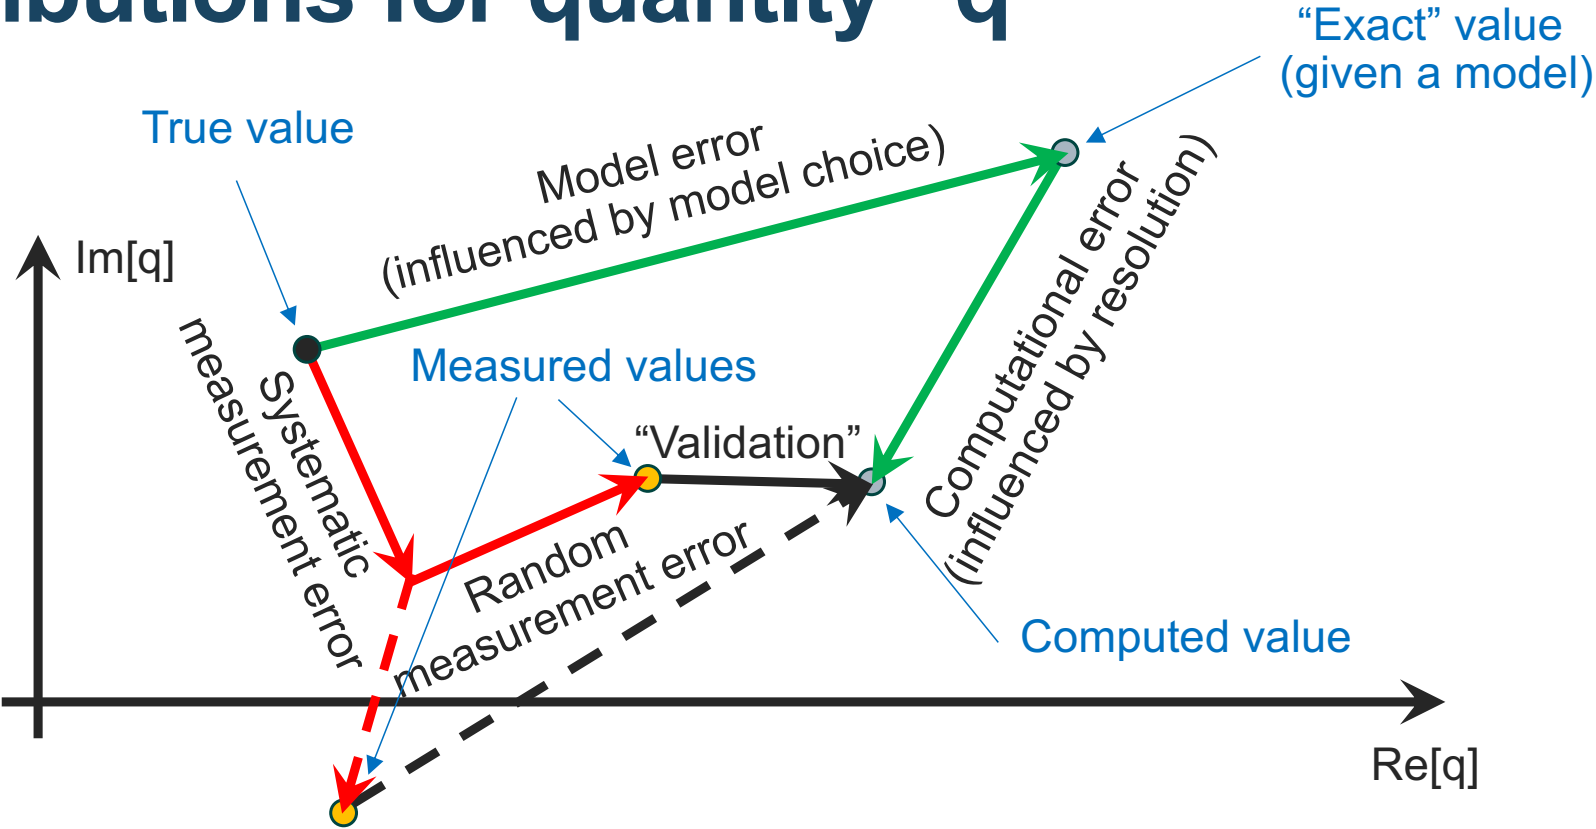 ibutions for quantity "q"
"Exact" value
(given a model)
True value
Model error
(influenced by model choice)
Im[q]
Computational error
(influenced by resolution)
Measured values
Systematic
measurement error
"Validation"
Random
measurement error
Computed value
Re[q]